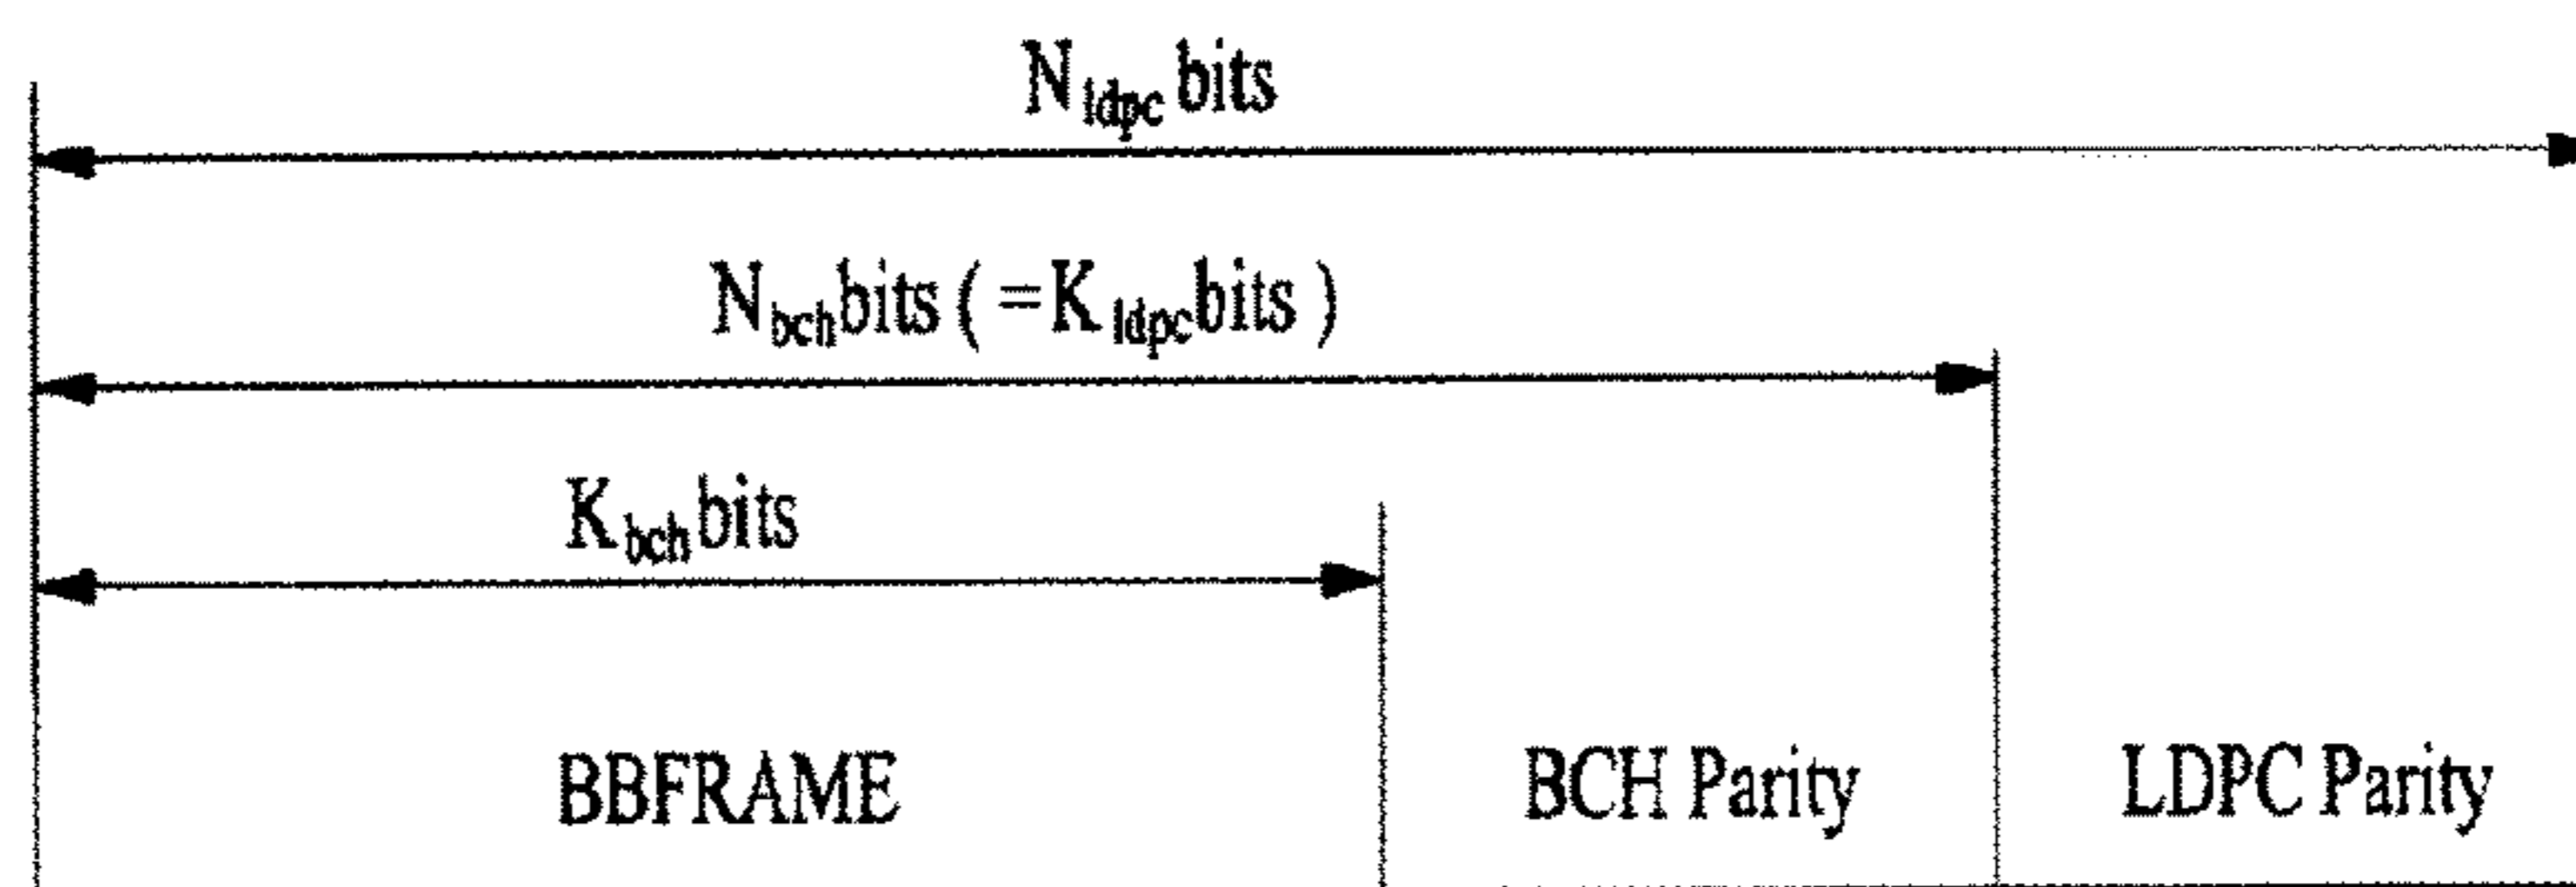 N ldpc bits
N bch bits ( = K ldpc bits )
K bch bits
BBFRAME BCH Parity LDPC Parity